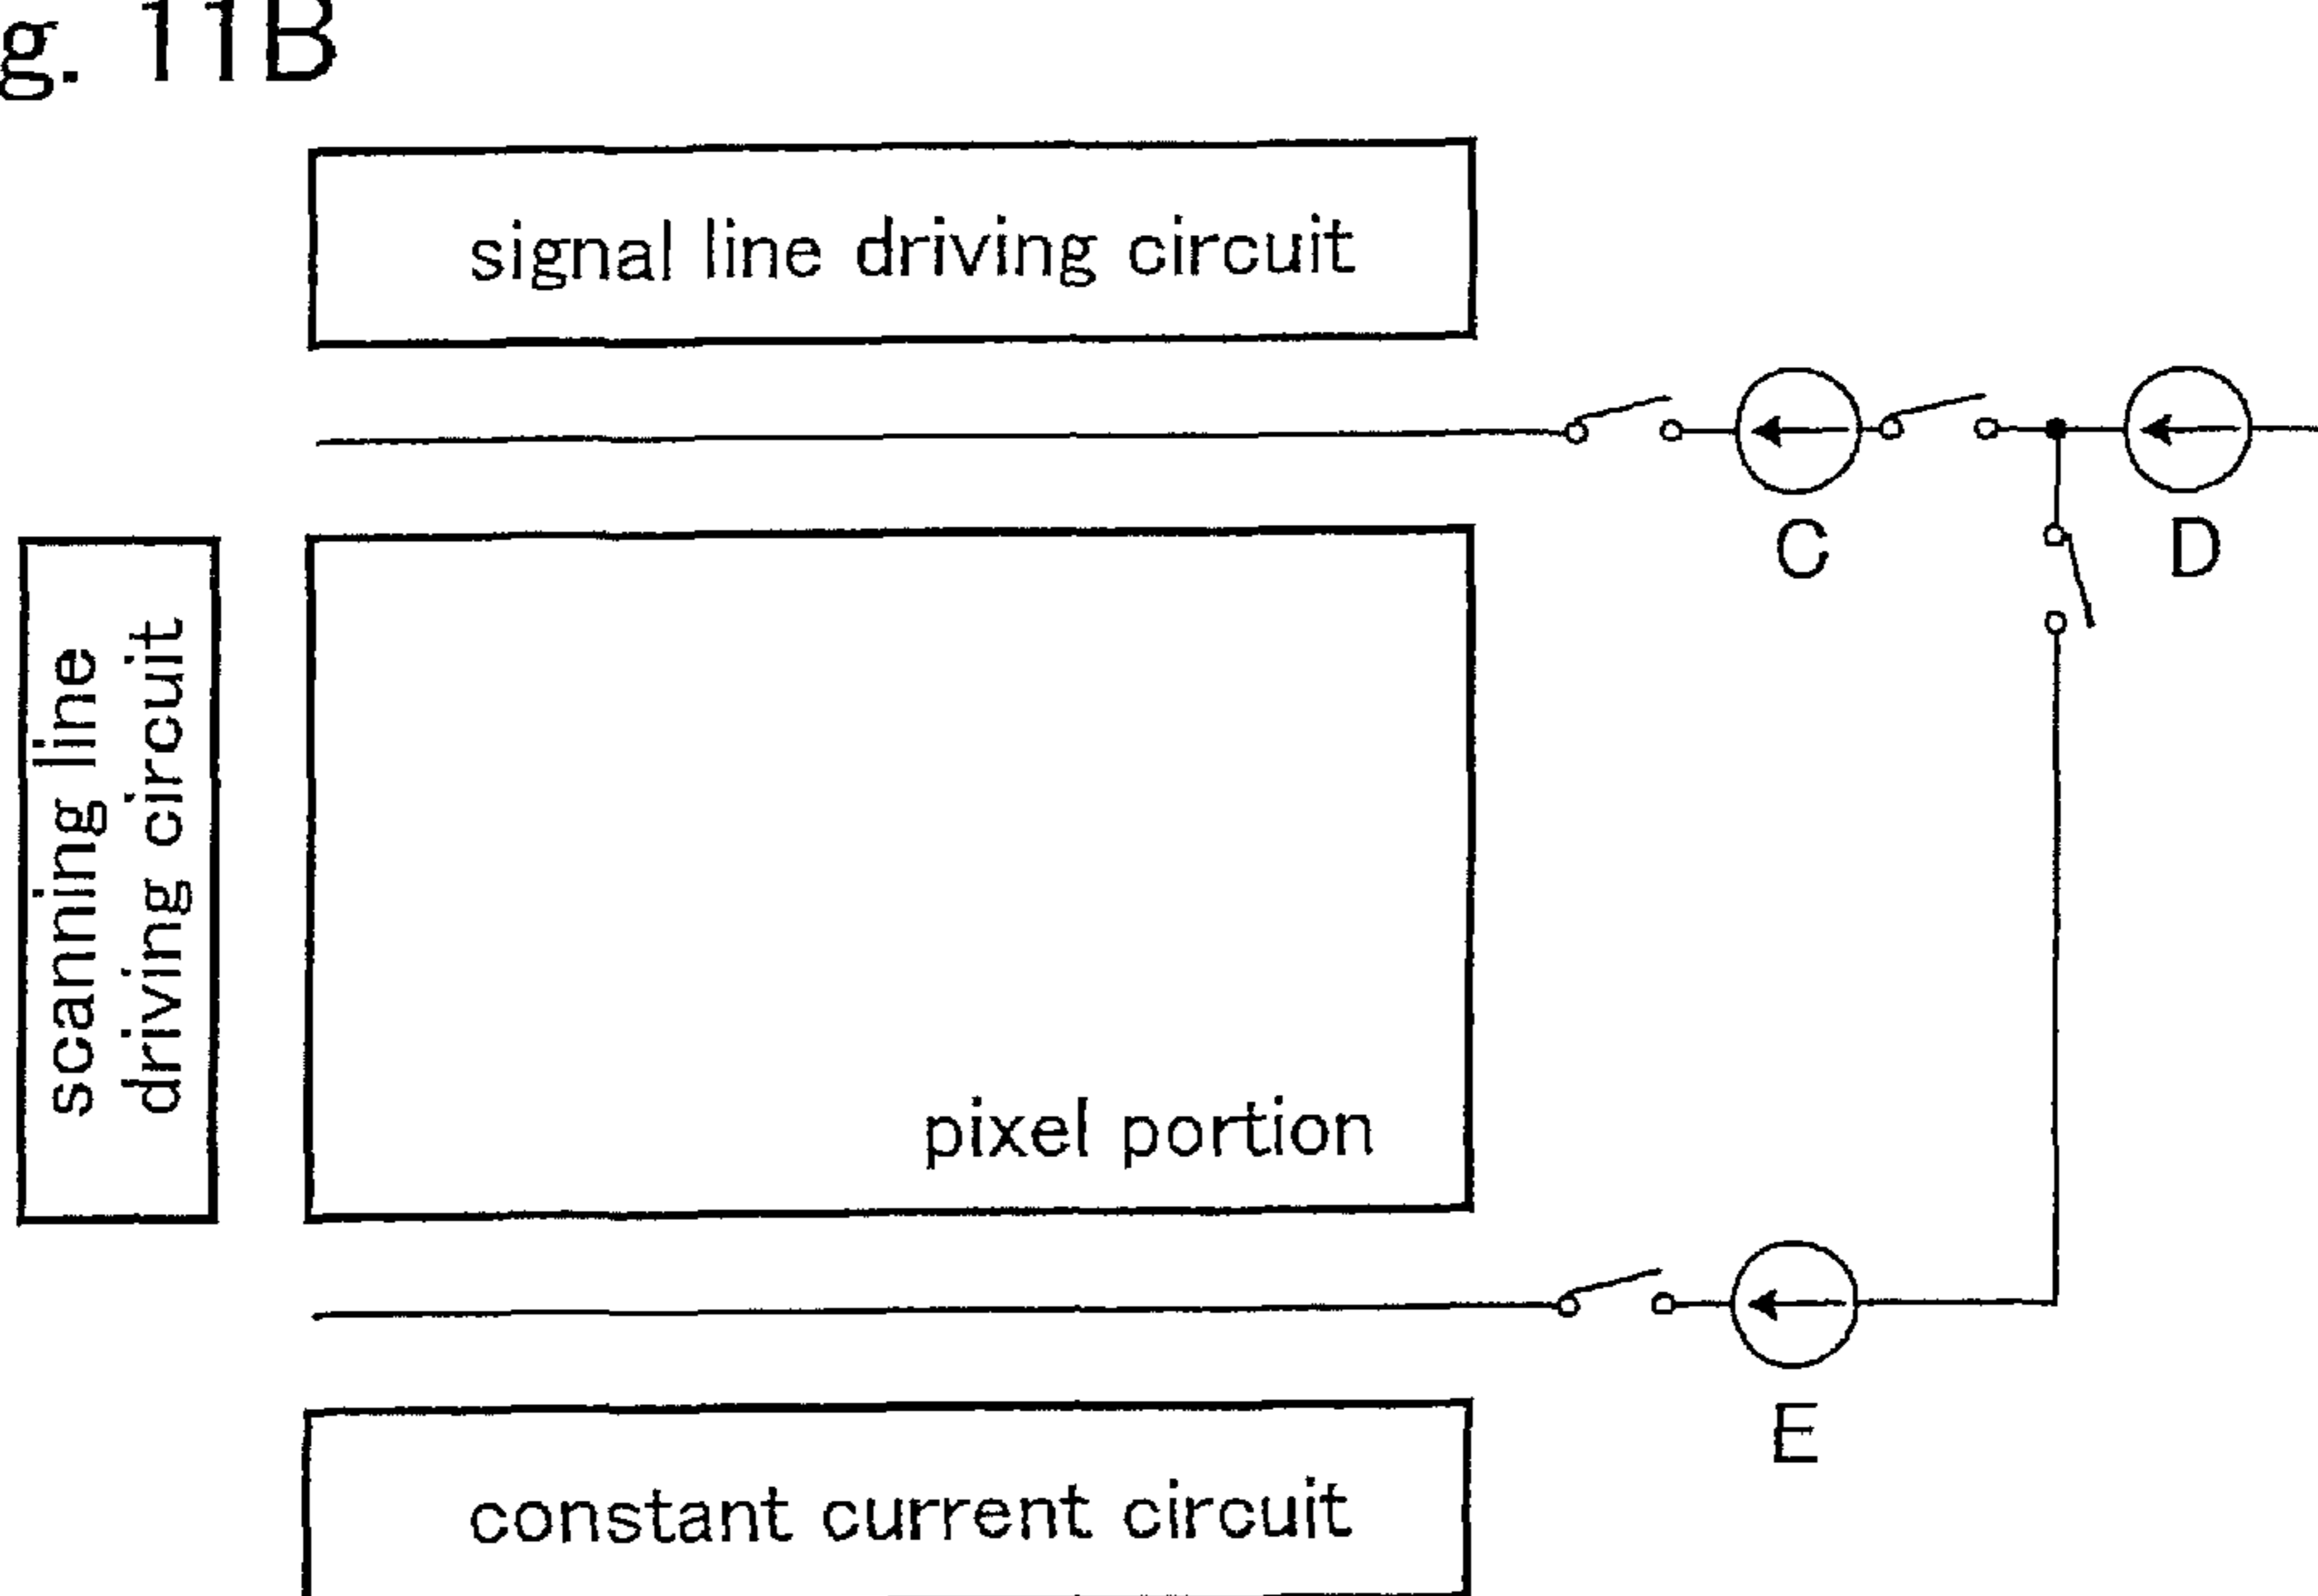 g. 11B
signal line driving circuit
C
D
scanning line
driving circuit
pixel portion
E
constant current circuit